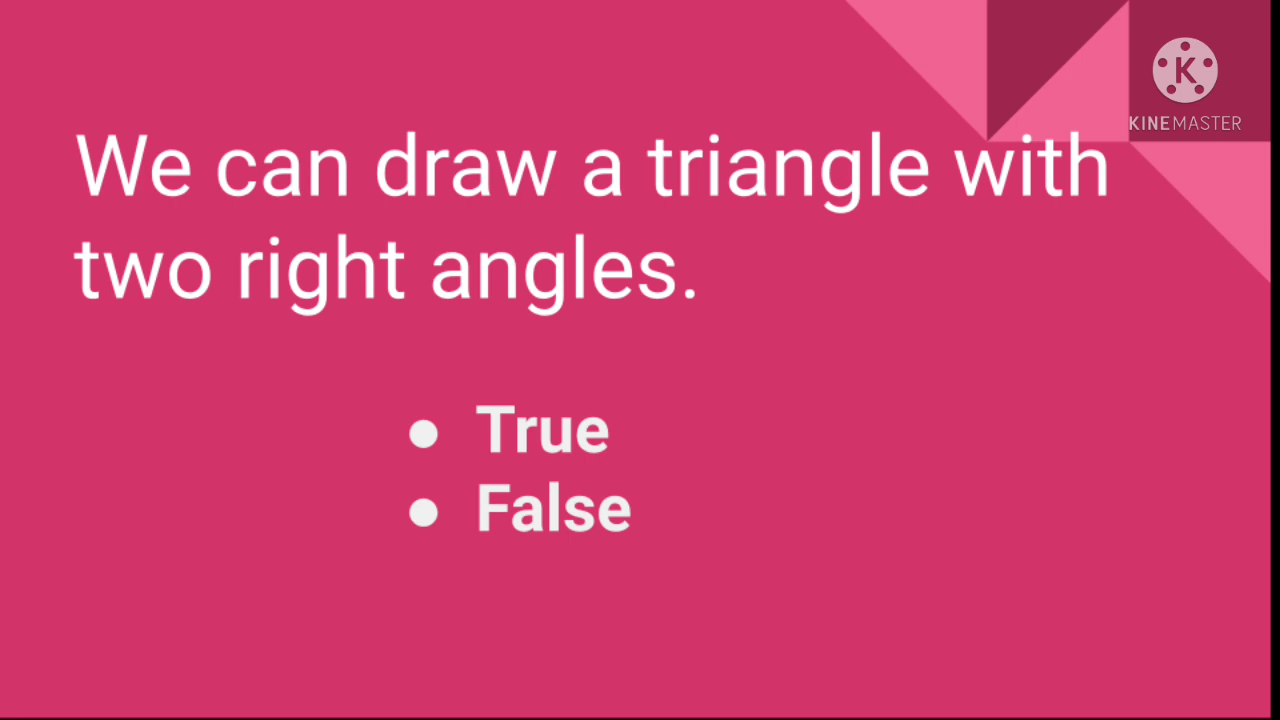 KINEMASTER
We can draw a triangle with
two right angles.
● True
● False